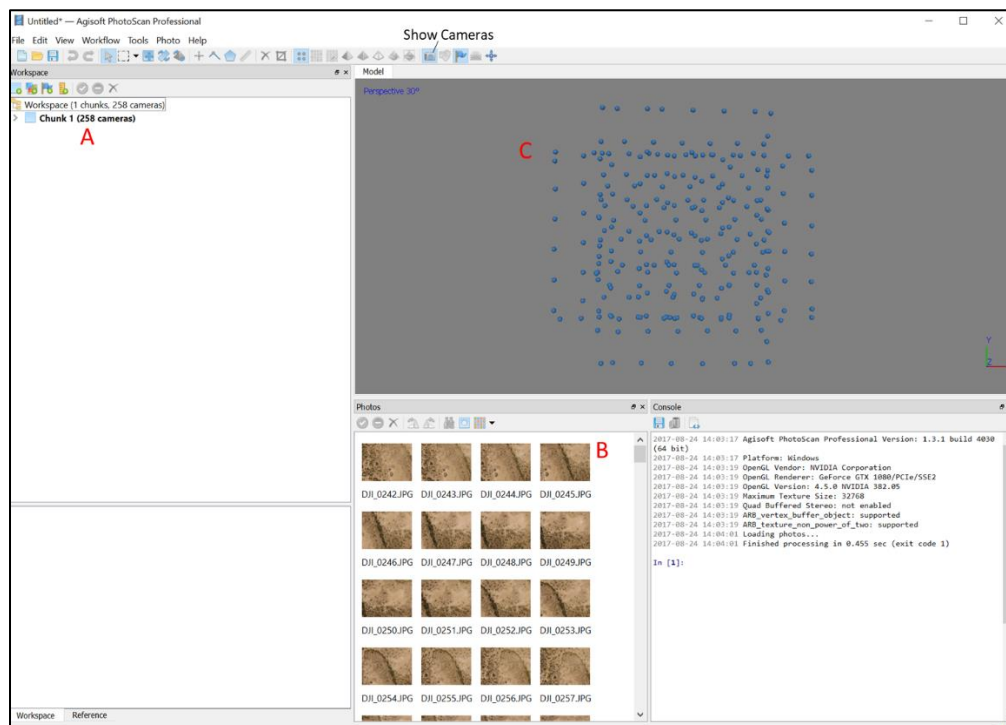 Untitled* — Agisoft PhotoScan Professional
File Edit View Workflow Tools Photo Help
Show Cameras
Workspace
Model
Workspace (1 chunks, 258 cameras)
Chunk 1 (258 cameras)
A
Perspective 30°
C
Y
Z
Photos
B
DJI_0242.JPG DJI_0243.JPG DJI_0244.JPG DJI_0245.JPG
DJI_0246.JPG DJI_0247.JPG DJI_0248.JPG DJI_0249.JPG
DJI_0250.JPG DJI_0251.JPG DJI_0252.JPG DJI_0253.JPG
DJI_0254.JPG DJI_0255.JPG DJI_0256.JPG DJI_0257.JPG
Console
2017-08-24 14:03:17 Agisoft PhotoScan Professional Version: 1.3.1 build 4030
(64 bit)
2017-08-24 14:03:17 Platform: Windows
2017-08-24 14:03:19 OpenGL Vendor: NVIDIA Corporation
2017-08-24 14:03:19 OpenGL Renderer: GeForce GTX 1080/PCIe/SSE2
2017-08-24 14:03:19 OpenGL Version: 4.5.0 NVIDIA 382.05
2017-08-24 14:03:19 Maximum Texture Size: 32768
2017-08-24 14:03:19 Quad Buffered Stereo: not enabled
2017-08-24 14:03:19 ARB_vertex_buffer_object: supported
2017-08-24 14:03:19 ARB_texture_non_power_of_two: supported
2017-08-24 14:04:01 Loading photos...
2017-08-24 14:04:01 Finished processing in 0.455 sec (exit code 1)
In [1]:
Workspace Reference